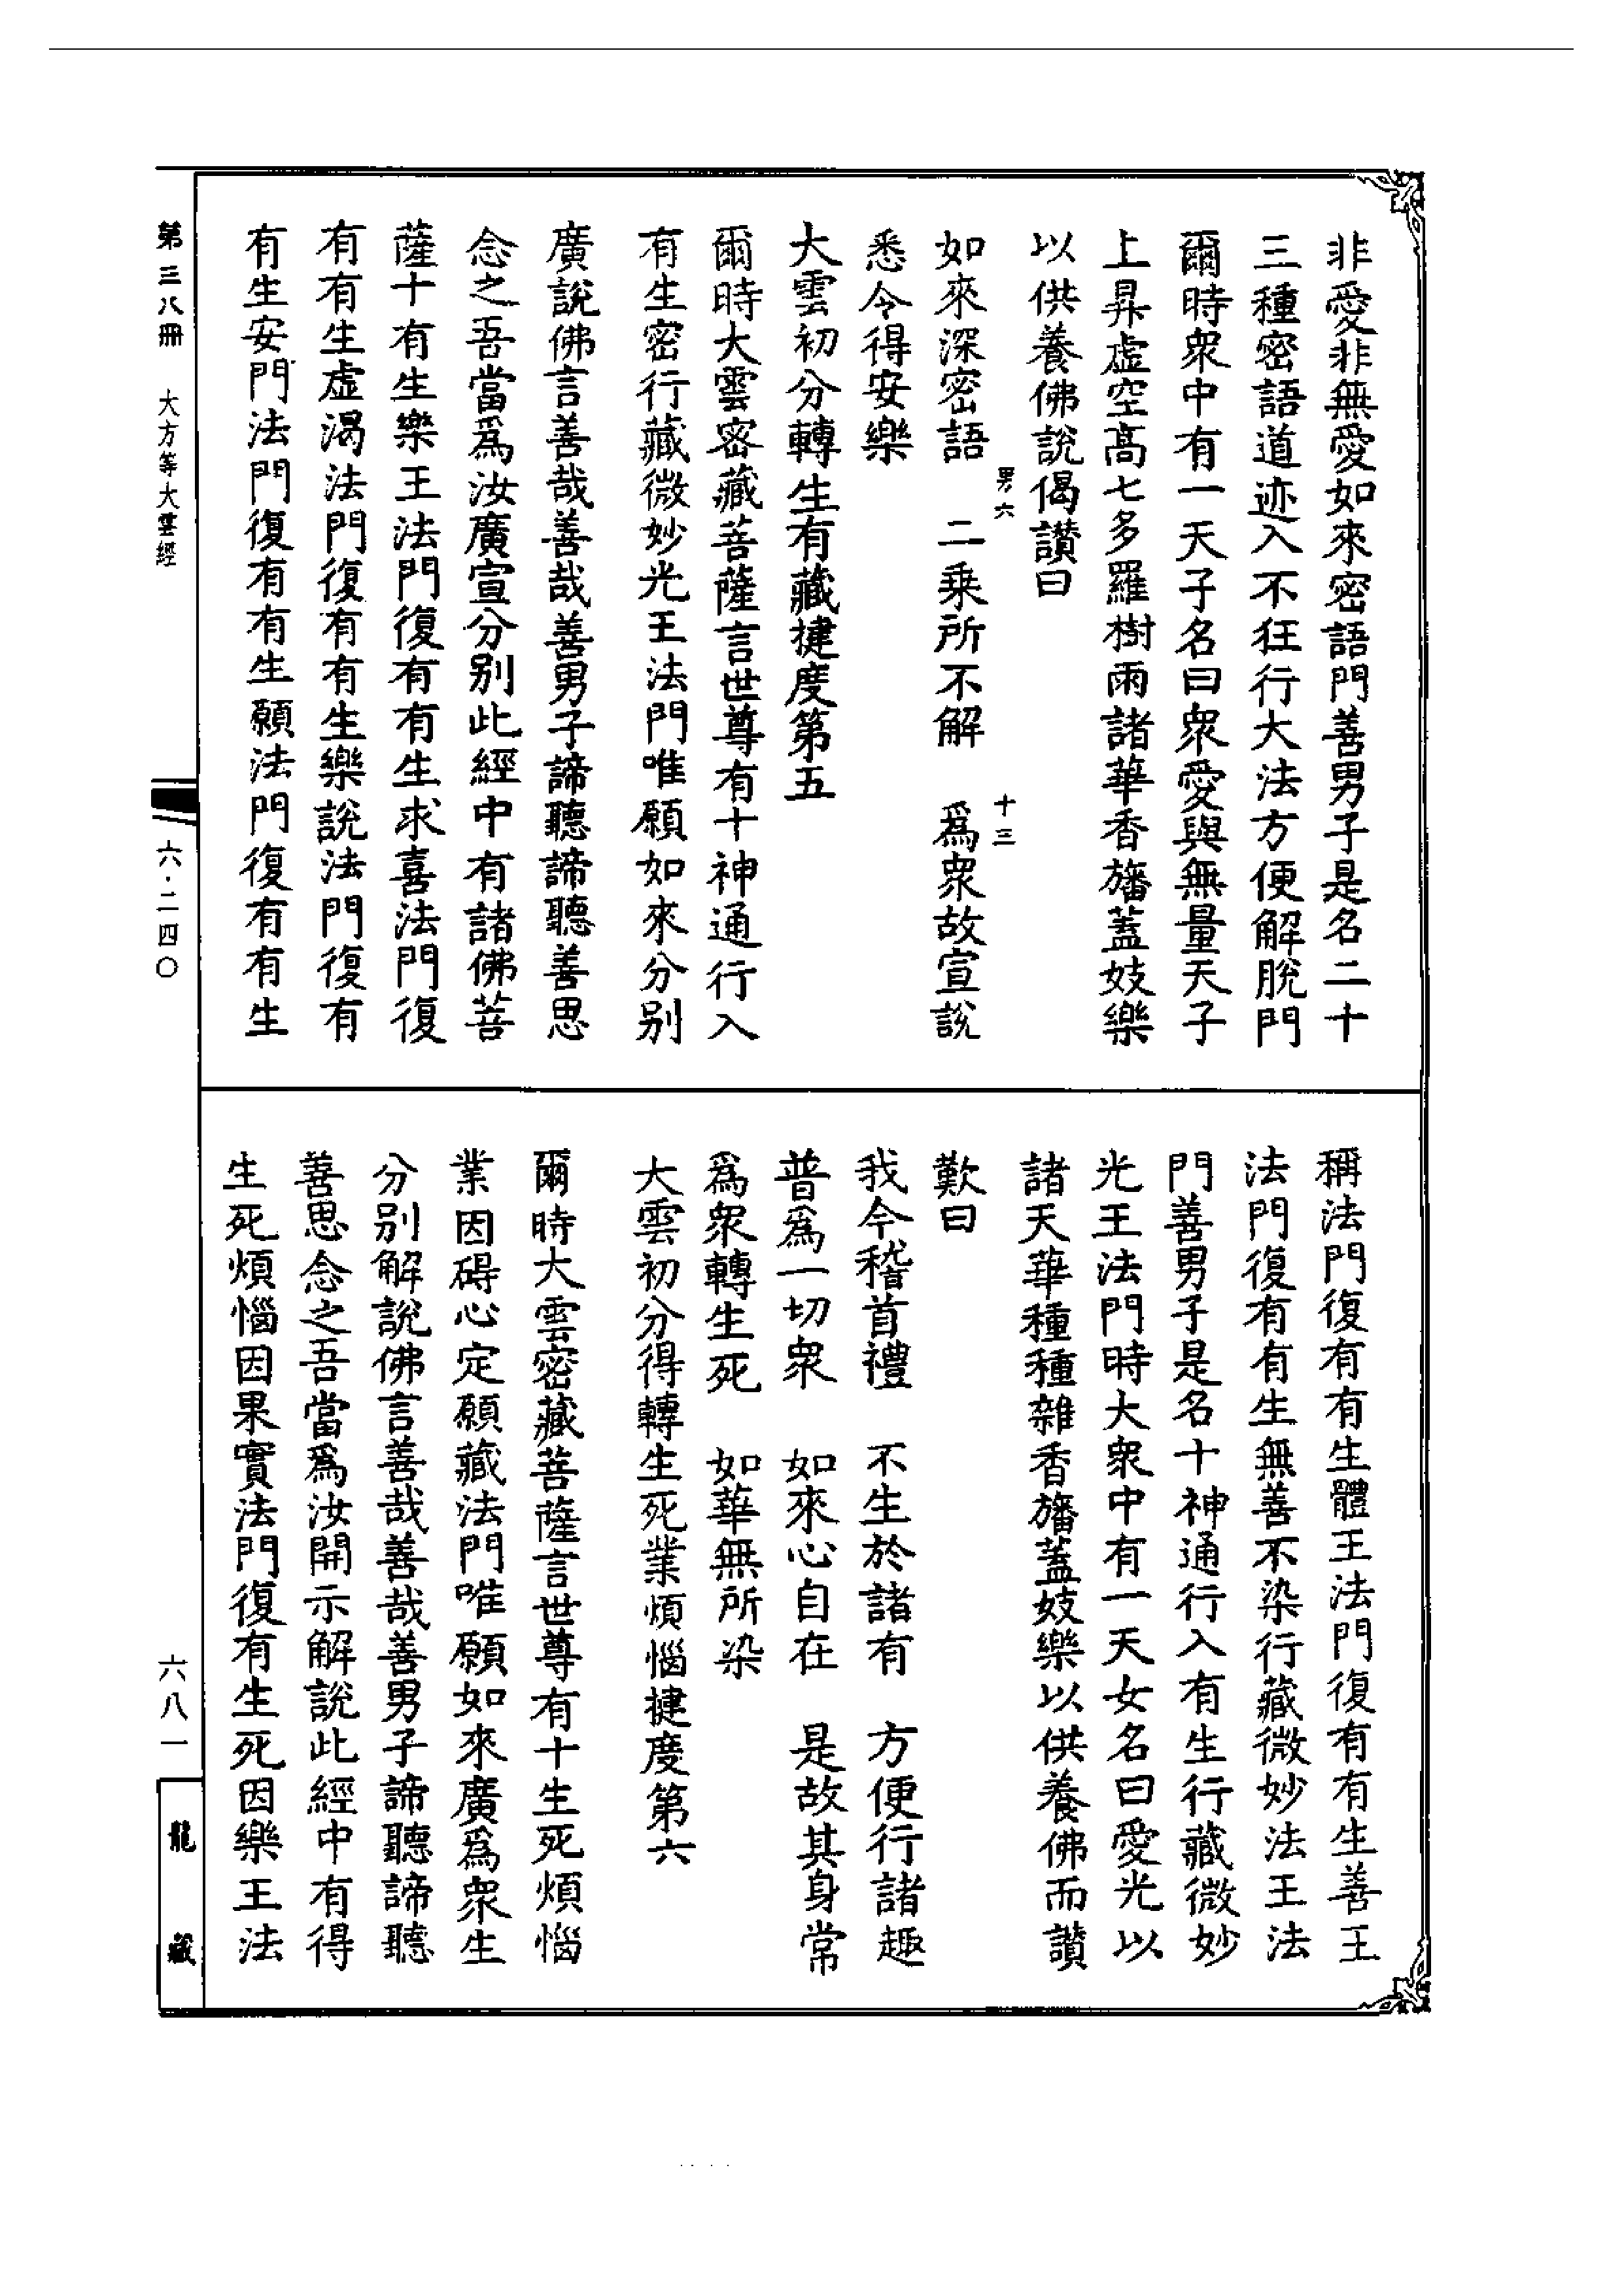 非愛非無愛如來密語門善男子是名二十
三種密語道迹入不狂行大法方便解脫門
爾時衆中有一天子名曰衆愛與無量天子
上昇虛空高七多羅樹雨諸華香旛蓋妓樂
以供養佛說偈讚曰
男六 十三
如來深密語 二乘所不解 爲衆故宣說
悉令得安樂
大雲初分轉生有藏揵度第五
爾時大雲密藏菩薩言世尊有十神通行入
有生密行藏微妙光王法門唯願如來分別
廣說佛言善哉善哉善男子諦聽諦聽善思
念之吾當爲汝廣宣分別此經中有諸佛菩
薩十有生樂王法門復有有生求喜法門復
有有生虛渴法門復有有生樂說法門復有
有生安門法門復有有生願法門復有有生
稱法門復有有生體王法門復有有生善王
法門復有有生無善不染行藏微妙法王法
門善男子是名十神通行入有生行藏微妙
光王法門時大衆中有一天女名曰愛光以
諸天華種種雜香旛蓋妓樂以供養佛而讚
歎曰
我今稽首禮 不生於諸有 方便行諸趣
普爲一切衆 如來心自在 是故其身常
爲衆轉生死 如華無所染
大雲初分得轉生死業煩惱揵度第六
爾時大雲密藏菩薩言世尊有十生死煩惱
業因碍心定願藏法門唯願如來廣爲衆生
分別解說佛言善哉善哉善男子諦聽諦聽
善思念之吾當爲汝開示解說此經中有得
生死煩惱因果實法門復有生死因樂王法
第三八冊 大方等大雲經 六·二四〇 六八一 龍藏